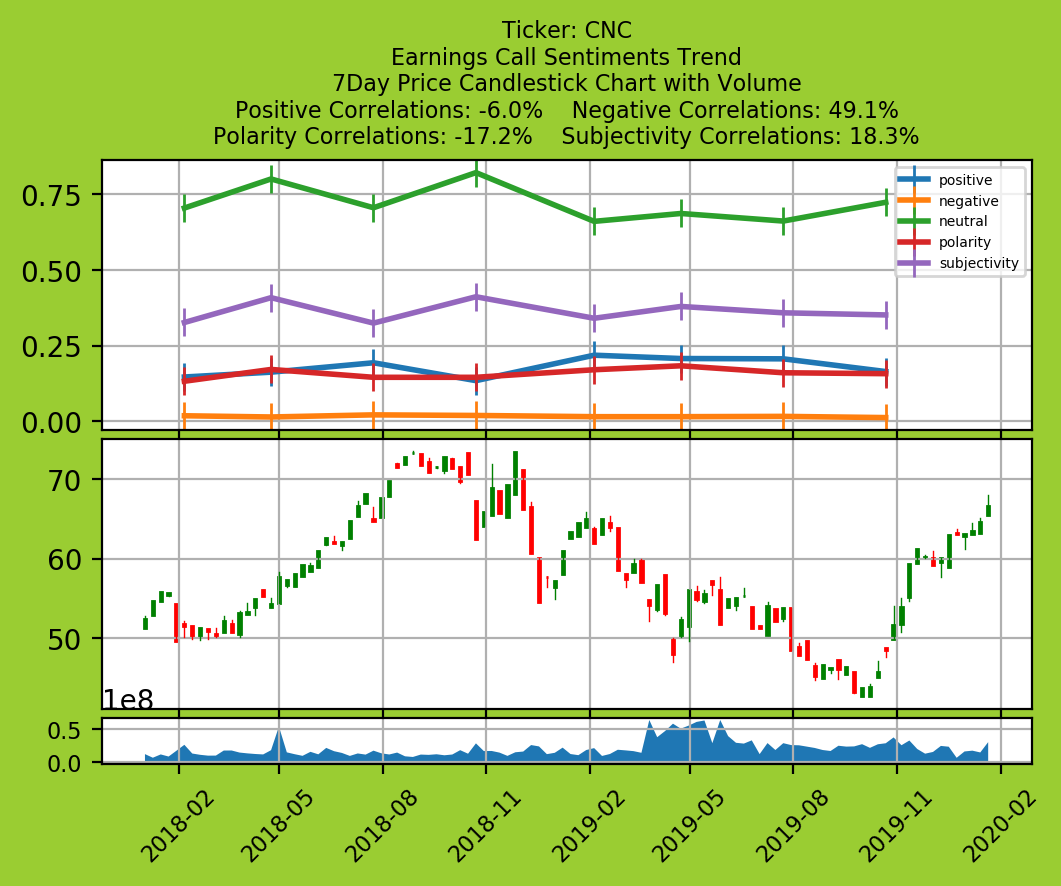 Ticker: CNC
Earnings Call Sentiments Trend
7Day Price Candlestick Chart with Volume
Positive Correlations: -6.0%    Negative Correlations: 49.1%
Polarity Correlations: -17.2%    Subjectivity Correlations: 18.3%
0.75
0.50
0.25
0.00
positive
negative
neutral
polarity
subjectivity
70
60
50
1e8
0.5
0.0
2018-02
2018-05
2018-08
2018-11
2019-02
2019-05
2019-08
2019-11
2020-02